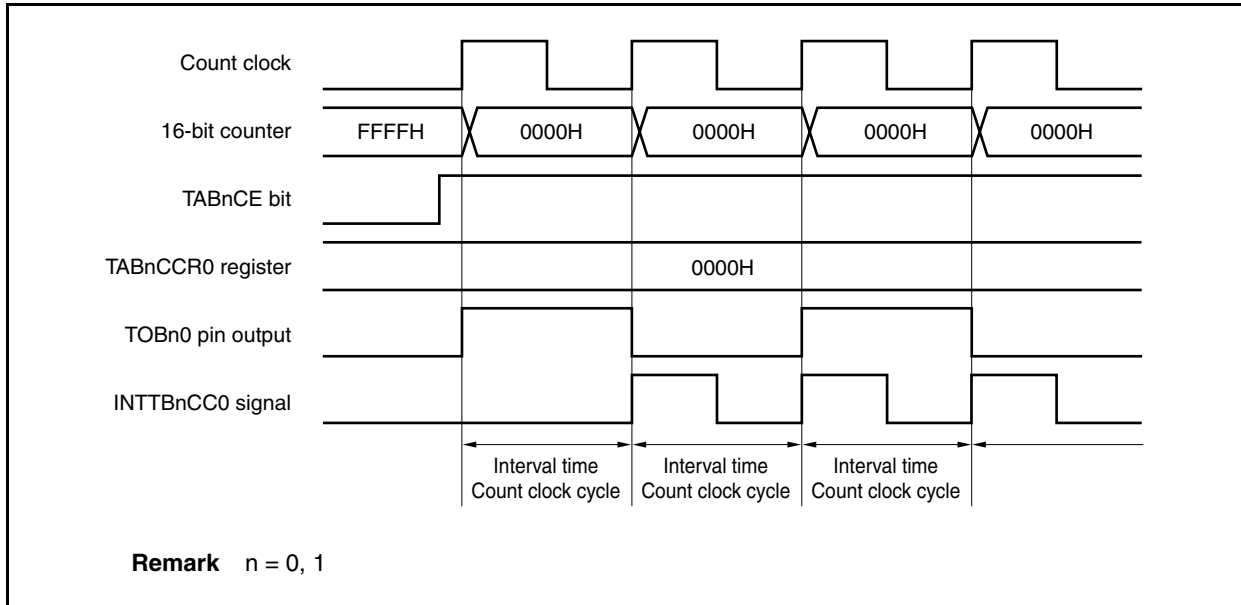 Count clock
16-bit counter
FFFFH
0000H
0000H
0000H
0000H
TABnCE bit
TABnCCR0 register
0000H
TOBn0 pin output
INTTBnCC0 signal
Interval time
Count clock cycle
Interval time
Count clock cycle
Interval time
Count clock cycle
Remark n = 0, 1